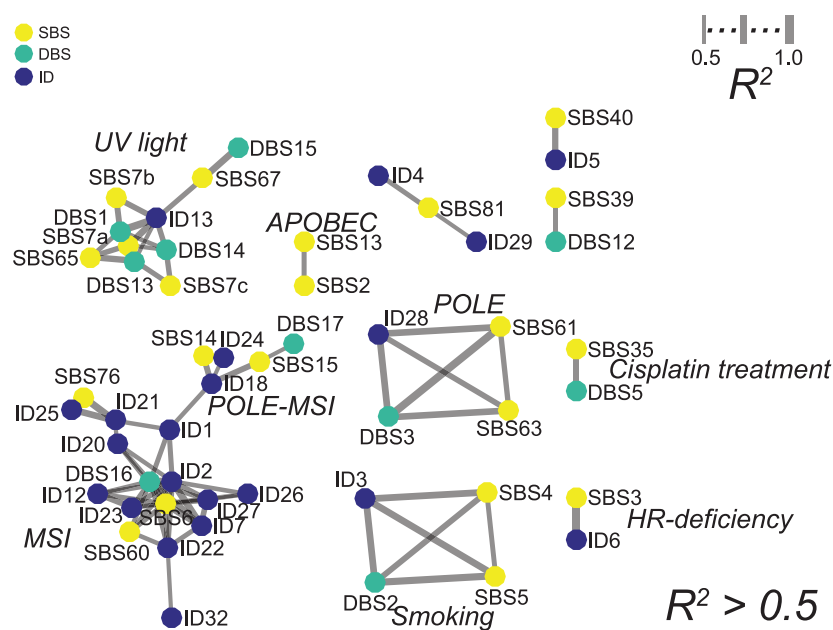 SBS
DBS
ID
0.5
1.0
R²
UV light
DBS15
SBS7b
SBS67
DBS1
ID13
SBS7a
DBS14
SBS65
DBS13
SBS7c
APOBEC
SBS13
SBS2
ID4
SBS81
ID29
SBS40
ID5
SBS39
DBS12
DBS17
SBS14
ID24
SBS15
ID18
POLE-MSI
SBS76
ID21
ID25
ID1
ID20
DBS16
ID2
ID12
ID26
ID23
SBS6
ID27
ID7
MSI
SBS60
ID22
ID32
POLE
ID28
SBS61
DBS3
SBS63
SBS35
Cisplatin treatment
DBS5
ID3
SBS4
DBS2
SBS5
Smoking
SBS3
HR-deficiency
ID6
R² > 0.5